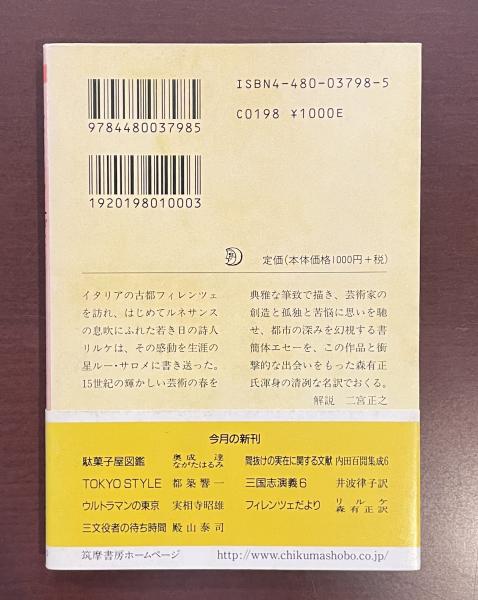 ISBN4-480-03798-5
C0198 ¥1000E
9784480037985
1920198010003
定価(本体価格1000円+税)
イタリアの古都フィレンツェ
を訪れ、はじめてルネサンス
の息吹にふれた若き日の詩人
リルケは、その感動を生涯の
星ルー・サロメに書き送った。
15世紀の輝かしい芸術の春を
典雅な筆致で描き、芸術家の
創造と孤独と苦悩に思いを馳
せ、都市の深みを幻視する書
簡体エセーを、この作品と衝
撃的な出会いをもった森有正
氏渾身の清冽な名訳でおくる。
解説 二宮正之
今月の新刊
駄菓子屋図鑑 奥成達 ながたはるみ
TOKYO STYLE 都築響一
ウルトラマンの東京 実相寺昭雄
三文役者の待ち時間 殿山泰司
間抜けの実在に関する文献 内田百閒集成6
三国志演義6 井波律子訳
フィレンツェだより リルケ 森有正訳
筑摩書房ホームページ http://www.chikumashobo.co.jp/